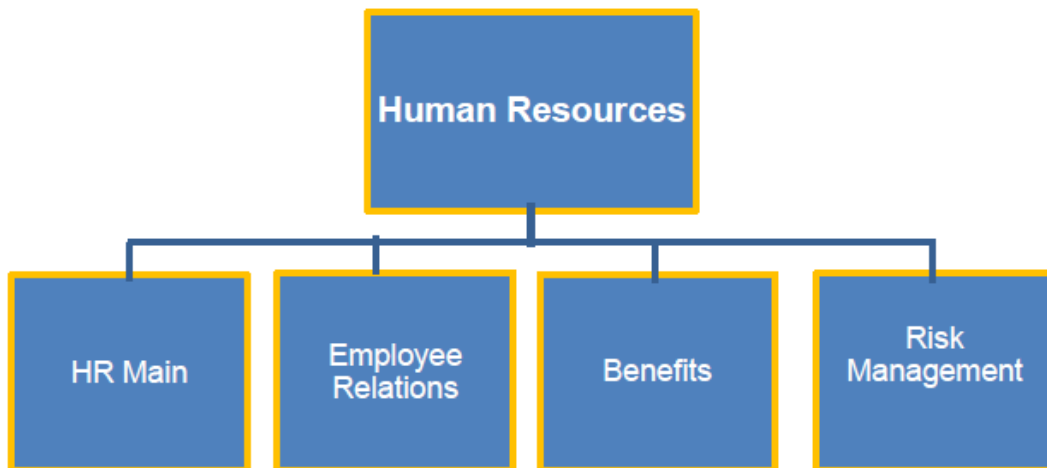 Human Resources
HR Main
Employee
Relations
Benefits
Risk
Management